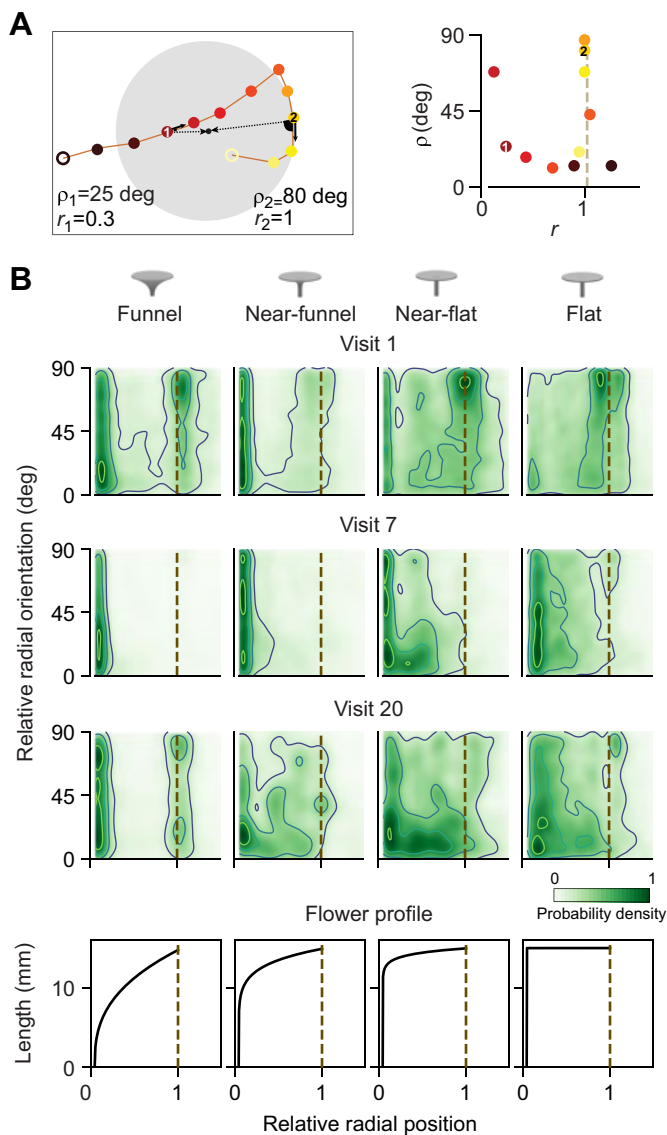 A
1
2
ρ1=25 deg
r1=0.3
ρ2=80 deg
r2=1
90
45
0
ρ (deg)
1
2
0
1
r
B
Funnel
Near-funnel
Near-flat
Flat
Visit 1
90
45
0
Visit 7
90
45
0
Relative radial orientation (deg)
Visit 20
90
45
0
0
1
Probability density
Flower profile
Length (mm)
10
0
0
1
0
1
0
1
0
1
Relative radial position